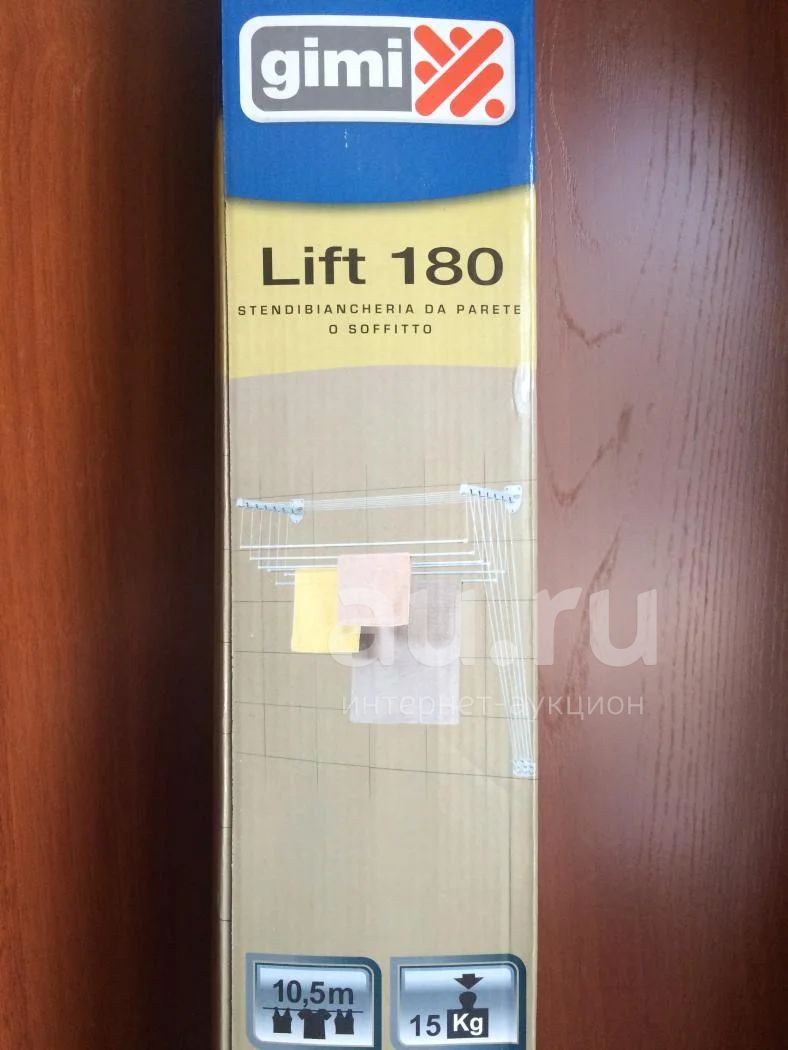 gimi
Lift 180
STENDIBIANCHERIA DA PARETE
O SOFFITTO
au.ru
интернет-аукцион
10,5m
15 Kg